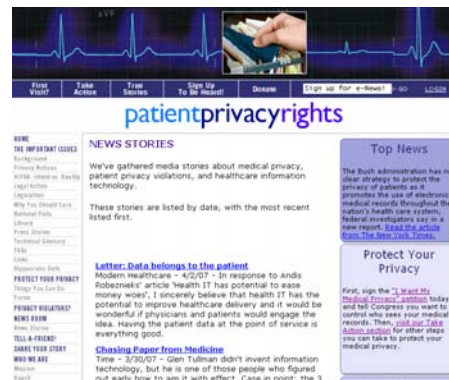 First Visit?
Take Action
True Stories
Sign Up To Be Heard!
Donate
Sign up for e-News!
GO
LOGIN
patientprivacyrights
HOME
THE IMPORTANT ISSUES
Background
Privacy Notices
Legal Action
Legislation
Why You Should Care
National Polls
Library
Press Stories
Technical Glossary
FAQs
Links
Hippocratic Oath
PROTECT YOUR PRIVACY
Things You Can Do
Forms
PRIVACY VIOLATORS?
NEWS ROOM
News Stories
TELL-A-FRIEND!
SHARE YOUR STORY
WHO WE ARE
Mission
Board
NEWS STORIES
We've gathered media stories about medical privacy,
patient privacy violations, and healthcare information
technology.
These stories are listed by date, with the most recent
listed first.
Letter: Data belongs to the patient
Modern Healthcare - 4/2/07 - In response to Andis
Robeznieks' article 'Health IT has potential to ease
money woes', I sincerely believe that health IT has the
potential to improve healthcare delivery and it would be
wonderful if physicians and patients would engage the
idea. Having the patient data at the point of service is
everything good.
Chasing Paper from Medicine
Time - 3/30/07 - Glen Tullman didn't invent information
technology, but he is one of those people who figured
out early how to aim it with effect. Case in point: the 3
Top News
The Bush administration has no
clear strategy to protect the
privacy of patients as it
promotes the use of electronic
medical records throughout the
nation's health care system,
federal investigators say in a
new report. Read the article
from The New York Times.
Protect Your
Privacy
First, sign the "I Want My
Medical Privacy" petition today
and tell Congress you want to
control who sees your medical
records. Then, visit our Take
Action section for other steps
you can take to protect your
medical privacy.